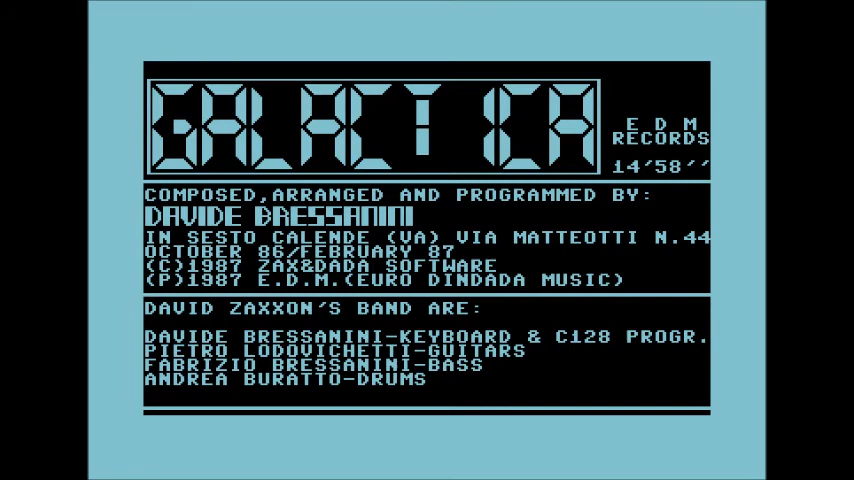 GALACTICA
E D M
RECORDS
14'58''
COMPOSED,ARRANGED AND PROGRAMMED BY:
DAVIDE BRESSANINI
IN SESTO CALENDE (VA) VIA MATTEOTTI N.44
OCTOBER 86/FEBRUARY 87
(C)1987 ZAX&DADA SOFTWARE
(P)1987 E.D.M.(EURO DINDADA MUSIC)
DAVID ZAXXON'S BAND ARE:
DAVIDE BRESSANINI-KEYBOARD & C128 PROGR.
PIETRO LODOVICHETTI-GUITARS
FABRIZIO BRESSANINI-BASS
ANDREA BURATTO-DRUMS